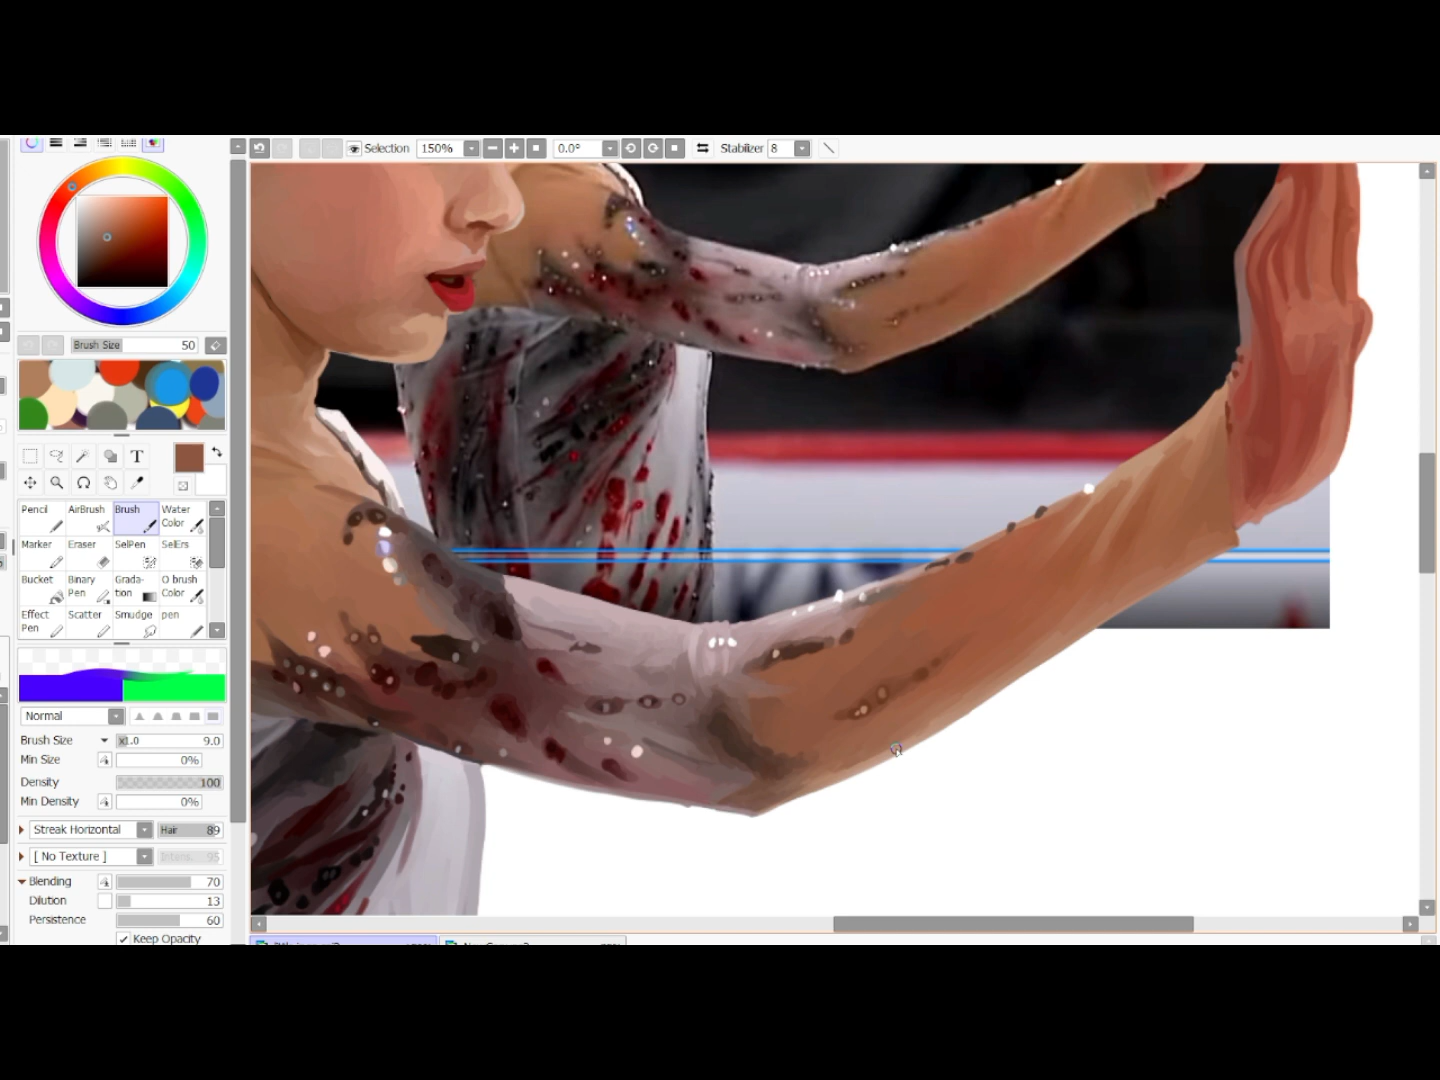 Selection 150% 0.0° Stabilizer 8
Brush Size 50
T
Pencil AirBrush Brush Water Color
Marker Eraser SelPen SelErs
Bucket Binary Pen Grada-tion O brush Color
Effect Pen Scatter Smudge pen
Normal
Brush Size x1.0 9.0
Min Size 0%
Density 100
Min Density 0%
Streak Horizontal Hair 89
[ No Texture ] Intens. 95
Blending 70
Dilution 13
Persistence 60
Keep Opacity